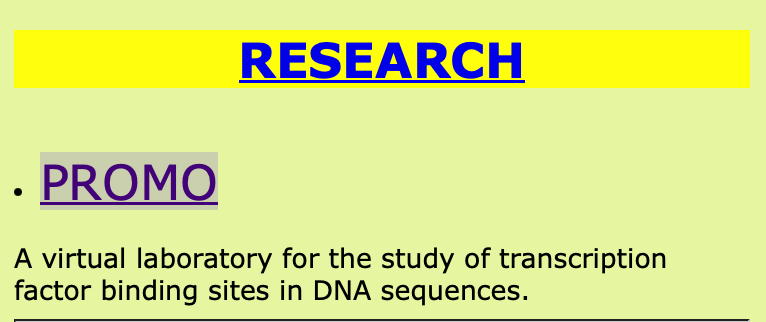 RESEARCH
• PROMO
A virtual laboratory for the study of transcription
factor binding sites in DNA sequences.